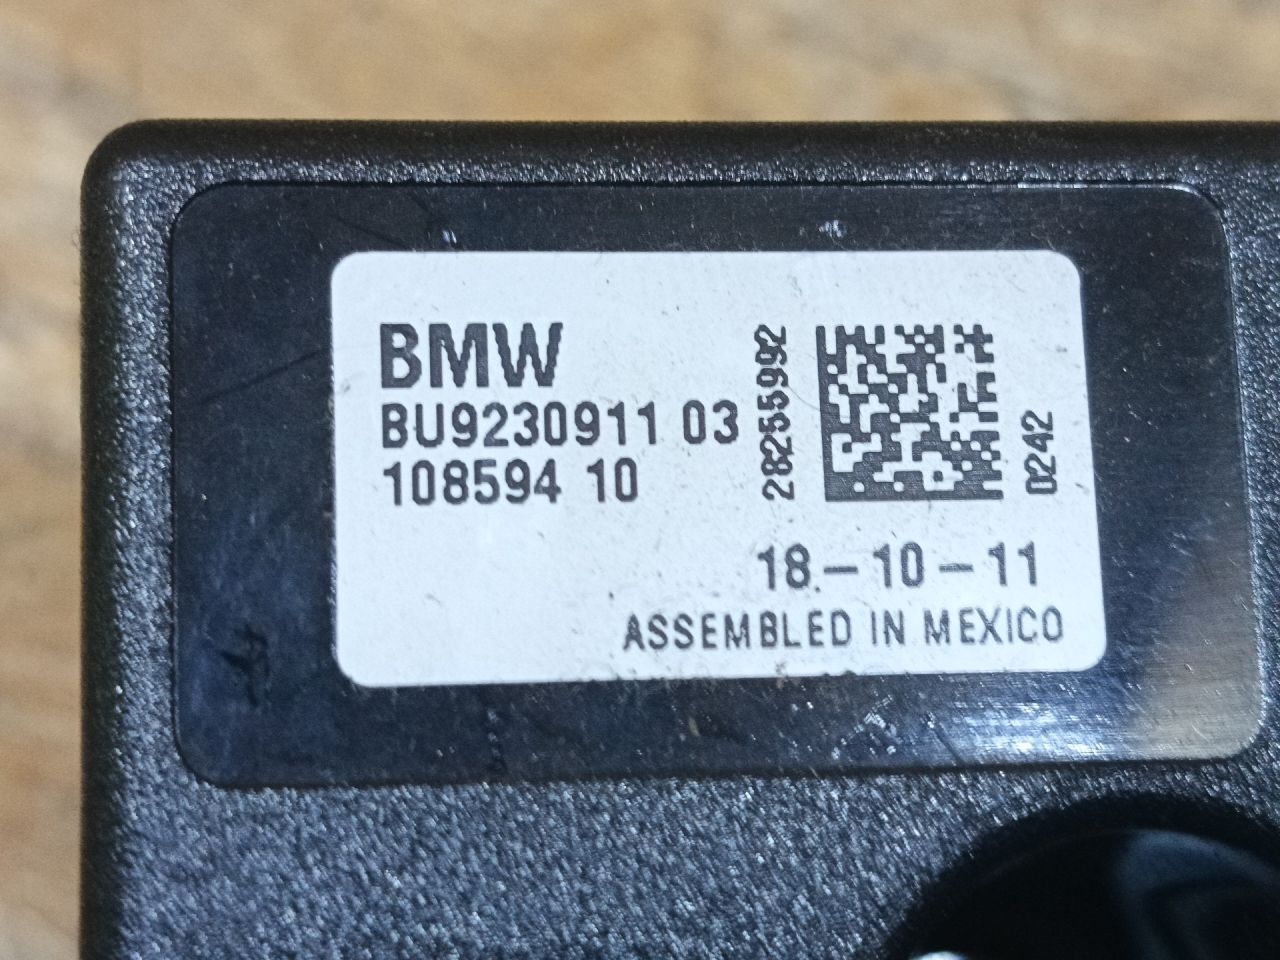 BMW
BU9230911 03
108594 10
28255992
0242
18-10-11
ASSEMBLED IN MEXICO